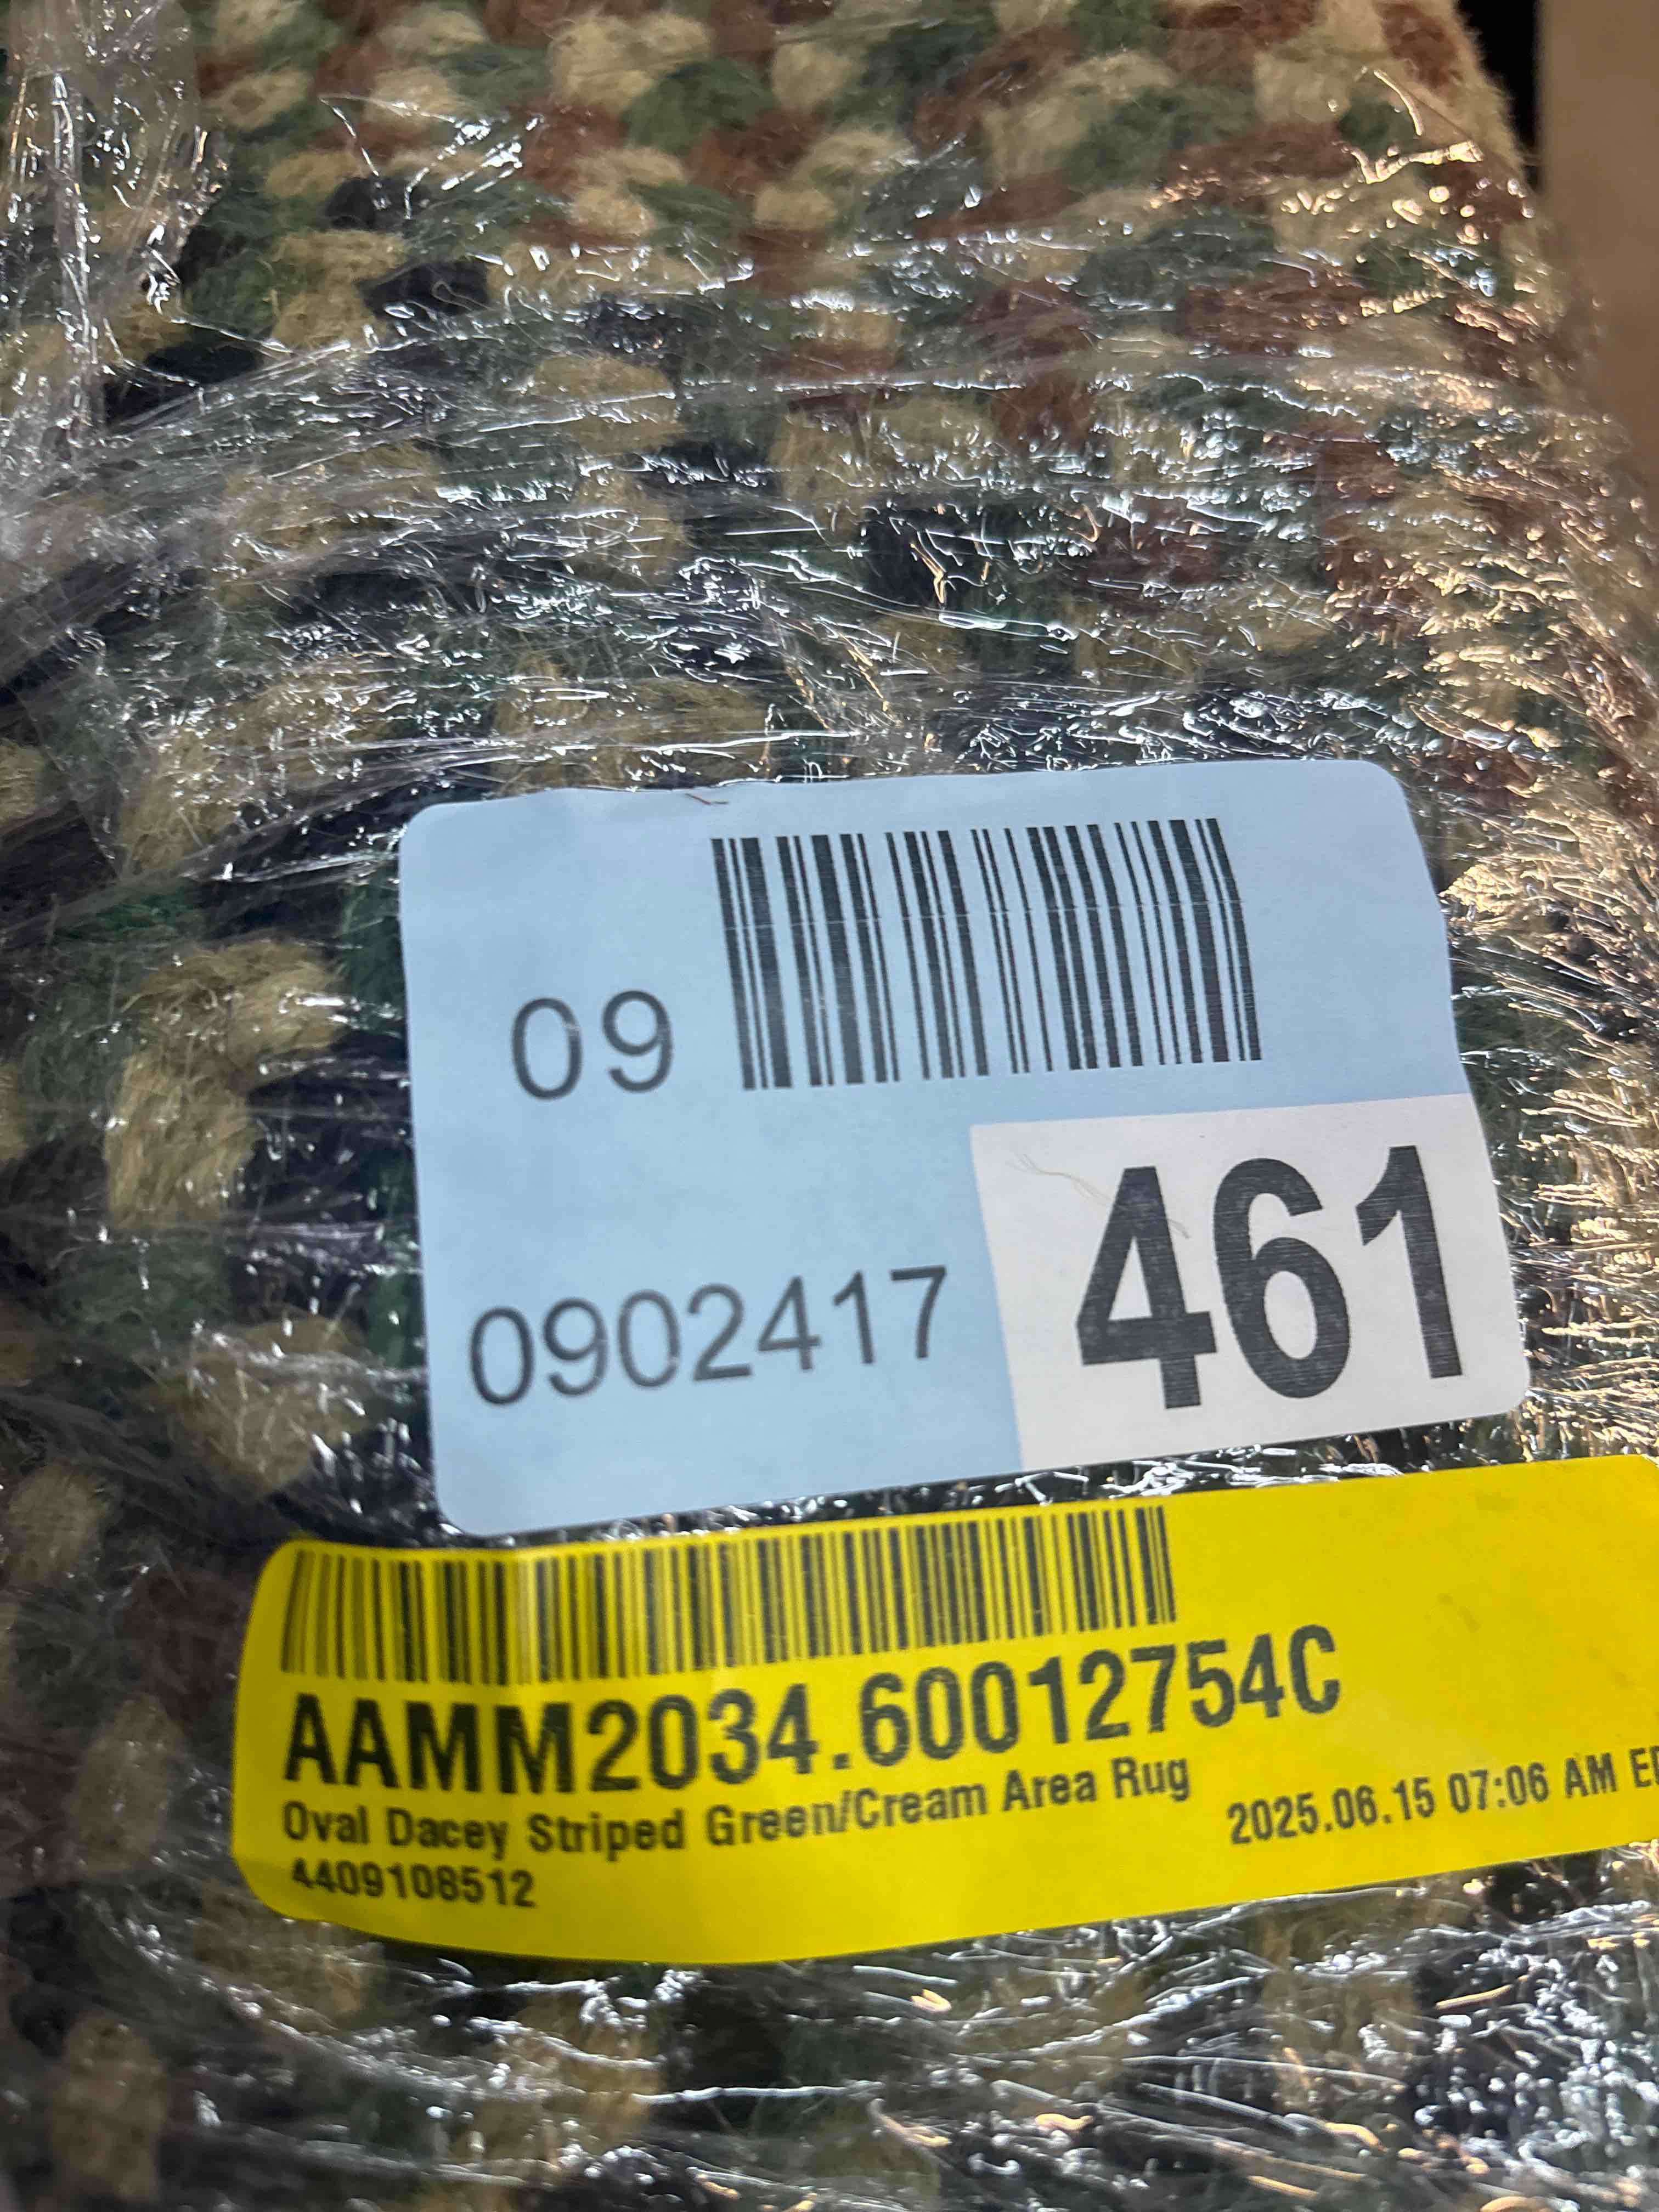 09
0902417
461
AAMM2034.60012754C
Oval Dacey Striped Green/Cream Area Rug
2025.06.15 07:06 AM
4409108512